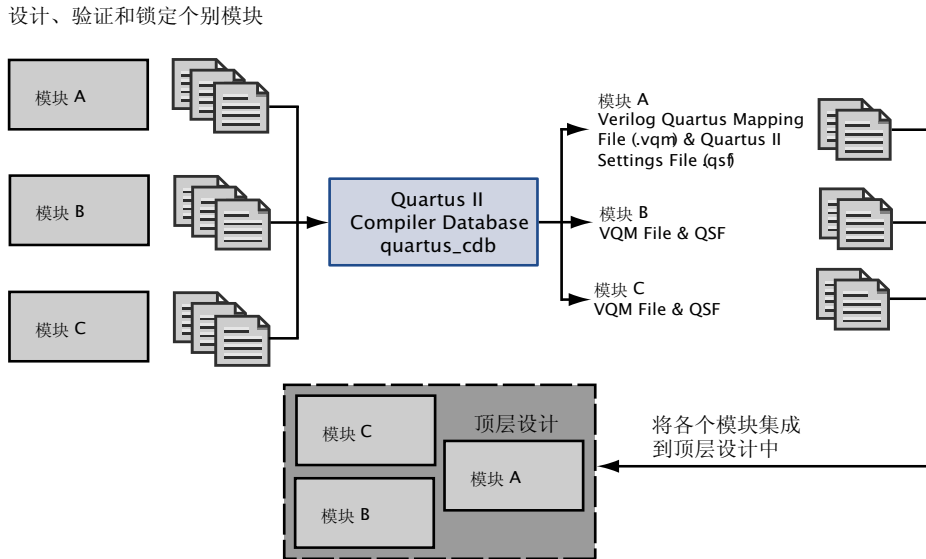 设计、验证和锁定个别模块
模块 A
模块 B
模块 C
Quartus II
Compiler Database
quartus_cdb
模块 A
Verilog Quartus Mapping
File (.vqm) & Quartus II
Settings File (.qsf)
模块 B
VQM File & QSF
模块 C
VQM File & QSF
模块 C
顶层设计
模块 A
模块 B
将各个模块集成
到顶层设计中